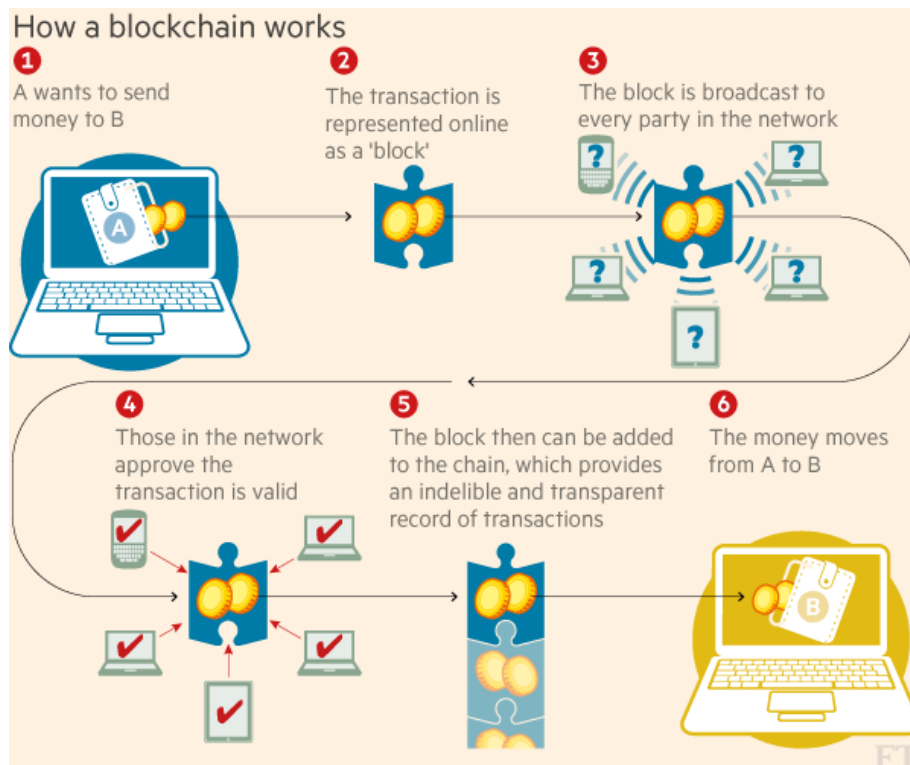 How a blockchain works
1
A wants to send
money to B
2
The transaction is
represented online
as a 'block'
3
The block is broadcast to
every party in the network
?
?
A
?
?
?
4
Those in the network
approve the
transaction is valid
5
The block then can be added
to the chain, which provides
an indelible and transparent
record of transactions
6
The money moves
from A to B
B
FT